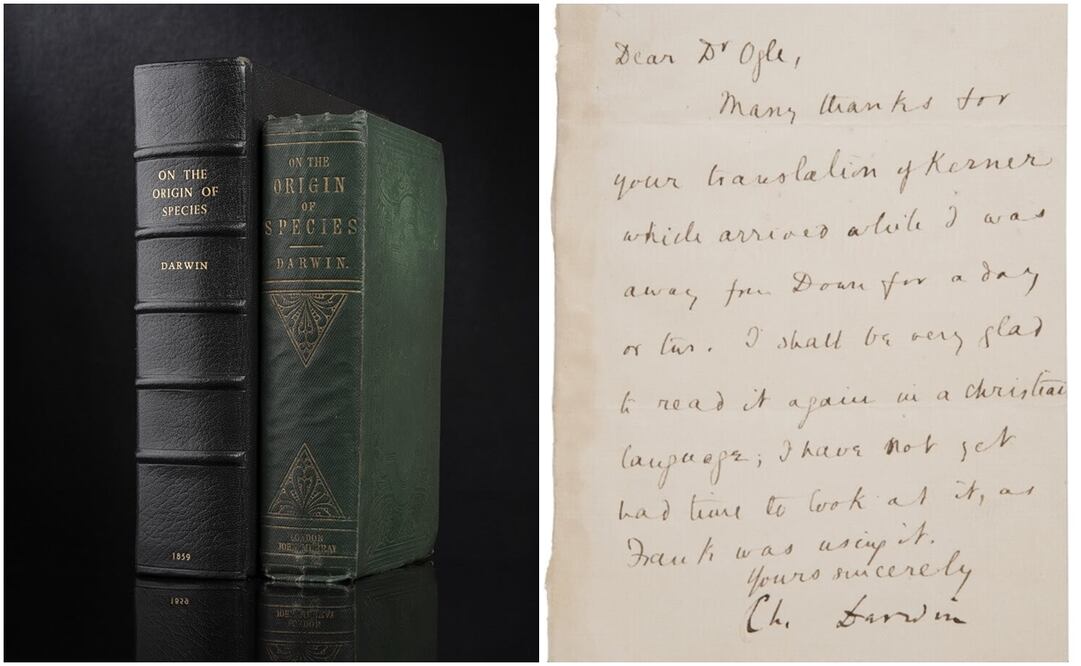 ON THE
ORIGIN OF
SPECIES
DARWIN
1859
ON THE
ORIGIN
OF
SPECIES
DARWIN.
LONDON
JOHN MURRAY
Dear Dr Ogle,
Many thanks for
your translation of Kerner
which arrived while I was
away from Down for a day
or two. I shall be very glad
to read it again in a christian
language; I have not yet
had time to look at it, as
Frank was using it.
Yours sincerely
Ch. Darwin